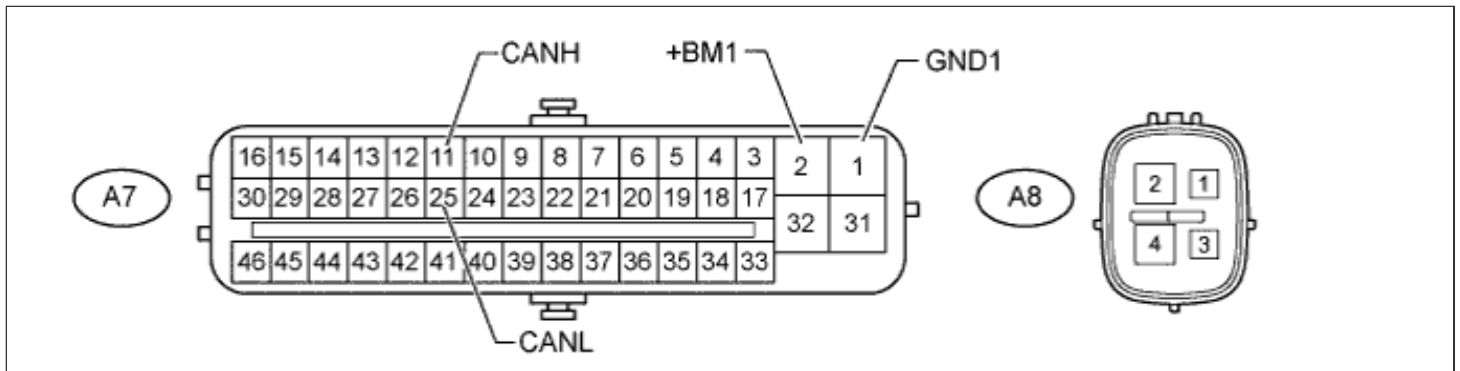 CANH +BM1 GND1
16 15 14 13 12 11 10 9 8 7 6 5 4 3 2 1
A7 30 29 28 27 26 25 24 23 22 21 20 19 18 17 32 31
46 45 44 43 42 41 40 39 38 37 36 35 34 33
CANL
A8 2 1
4 3